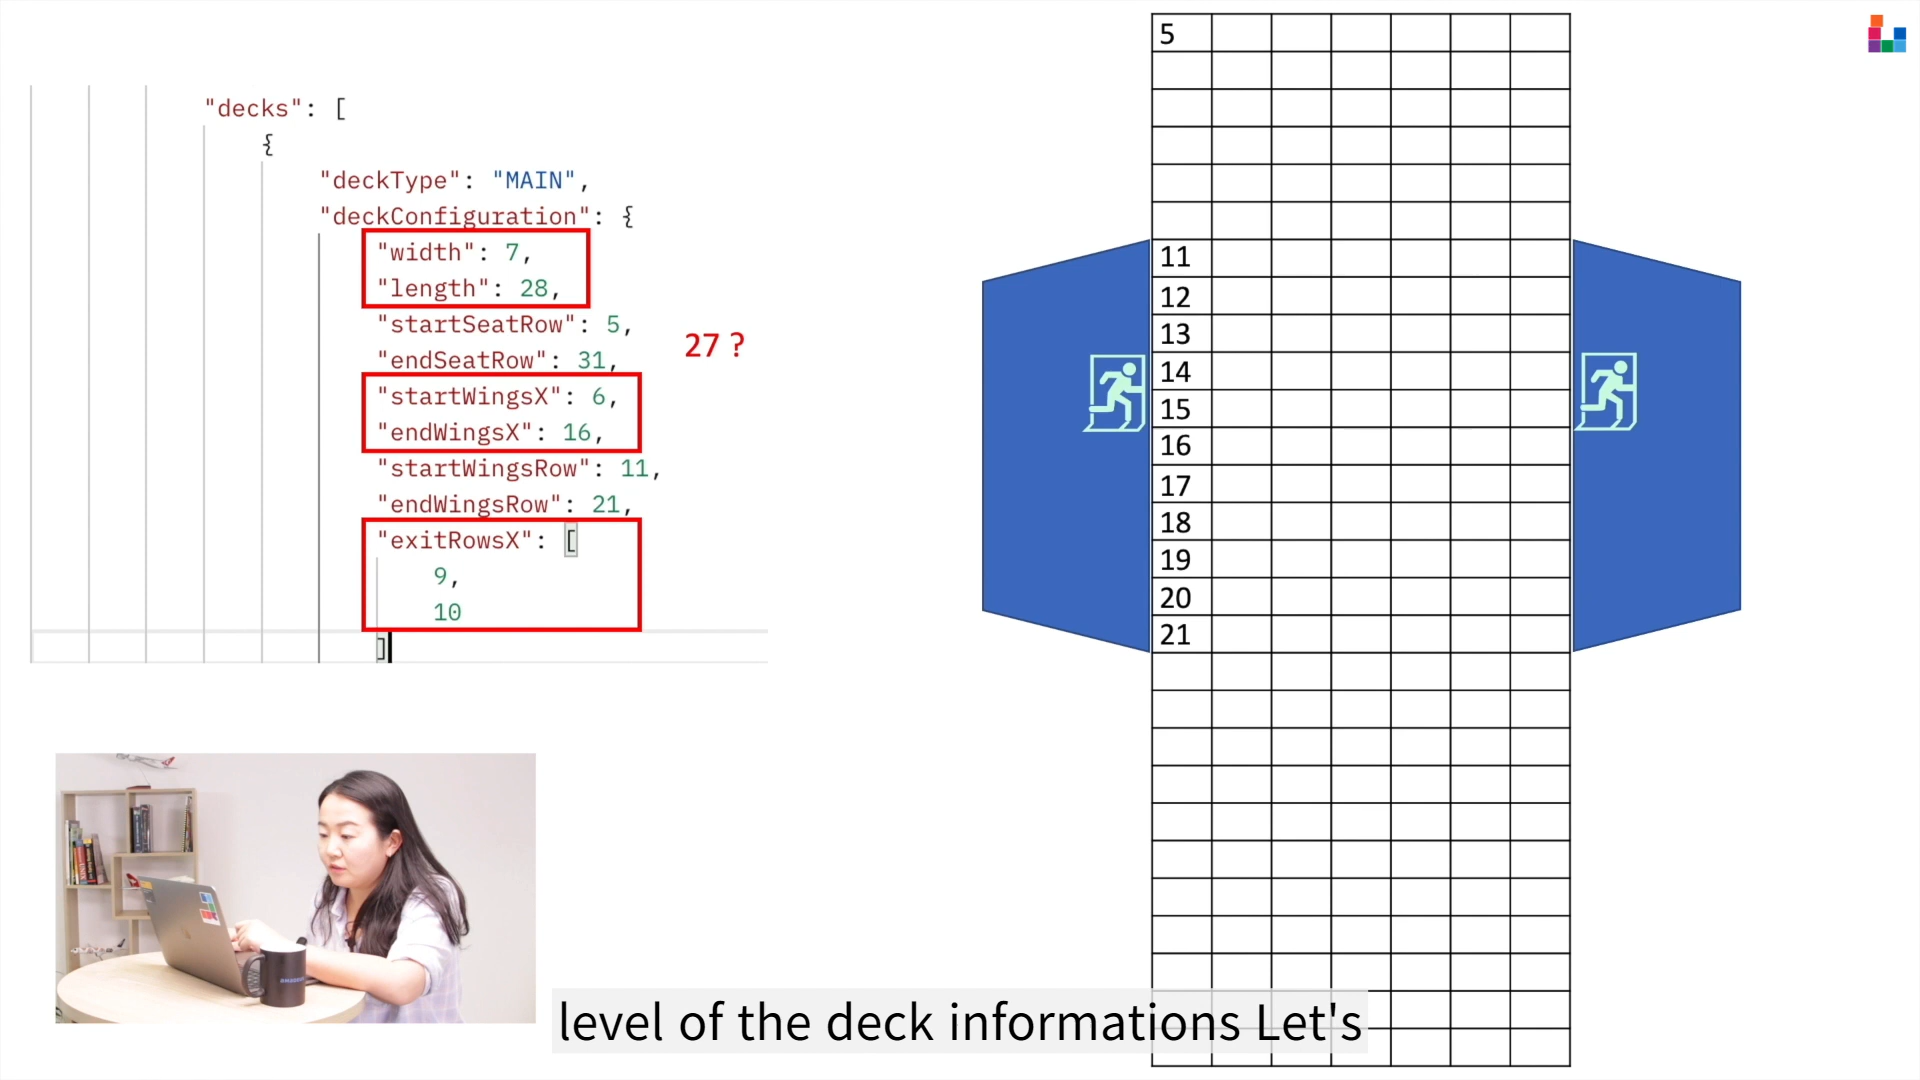 "decks": [
{
"deckType": "MAIN",
"deckConfiguration": {
"width": 7,
"length": 28,
"startSeatRow": 5,
"endSeatRow": 31,
27 ?
"startWingsX": 6,
"endWingsX": 16,
"startWingsRow": 11,
"endWingsRow": 21,
"exitRowsX": [
9,
10
]
5
11
12
13
14
15
16
17
18
19
20
21
level of the deck informations Let's